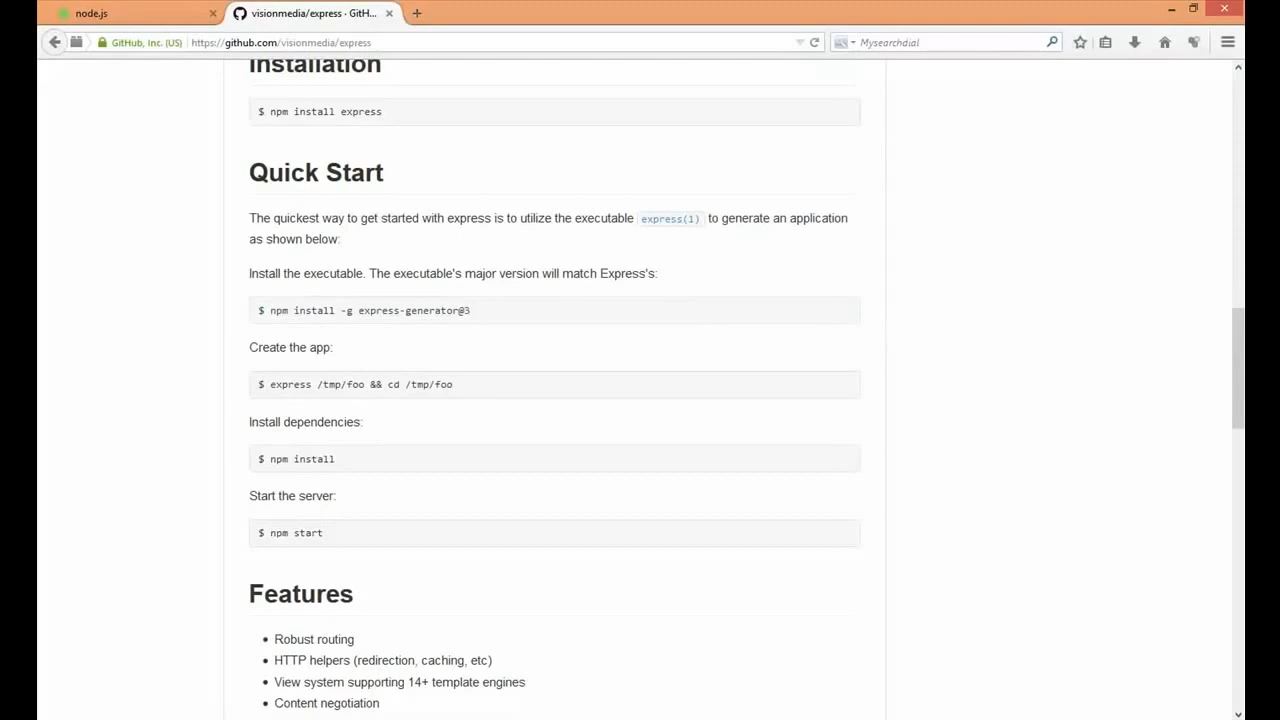 node.js
visionmedia/express · GitH...
GitHub, Inc. (US) https://github.com/visionmedia/express
Mysearchdial
Installation
$ npm install express
Quick Start
The quickest way to get started with express is to utilize the executable express(1) to generate an application
as shown below:
Install the executable. The executable's major version will match Express's:
$ npm install -g express-generator@3
Create the app:
$ express /tmp/foo && cd /tmp/foo
Install dependencies:
$ npm install
Start the server:
$ npm start
Features
Robust routing
HTTP helpers (redirection, caching, etc)
View system supporting 14+ template engines
Content negotiation